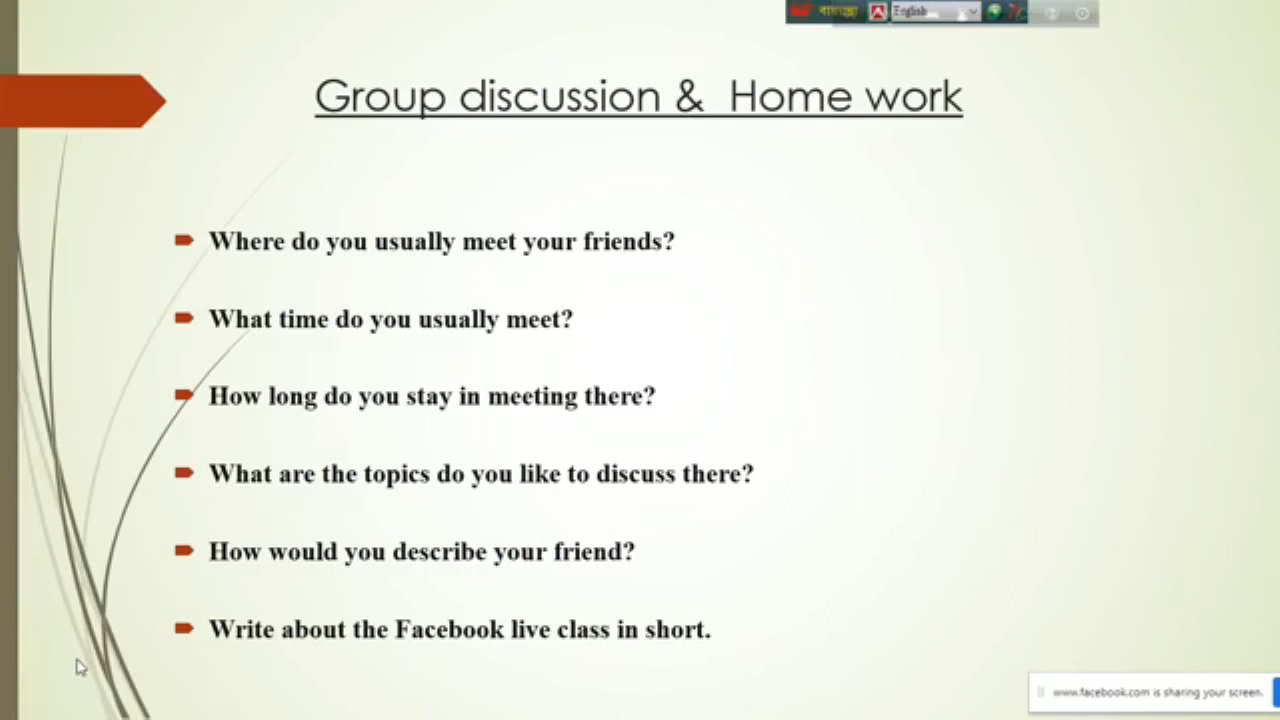 English
Group discussion & Home work
Where do you usually meet your friends?
What time do you usually meet?
How long do you stay in meeting there?
What are the topics do you like to discuss there?
How would you describe your friend?
Write about the Facebook live class in short.
www.facebook.com is sharing your screen.